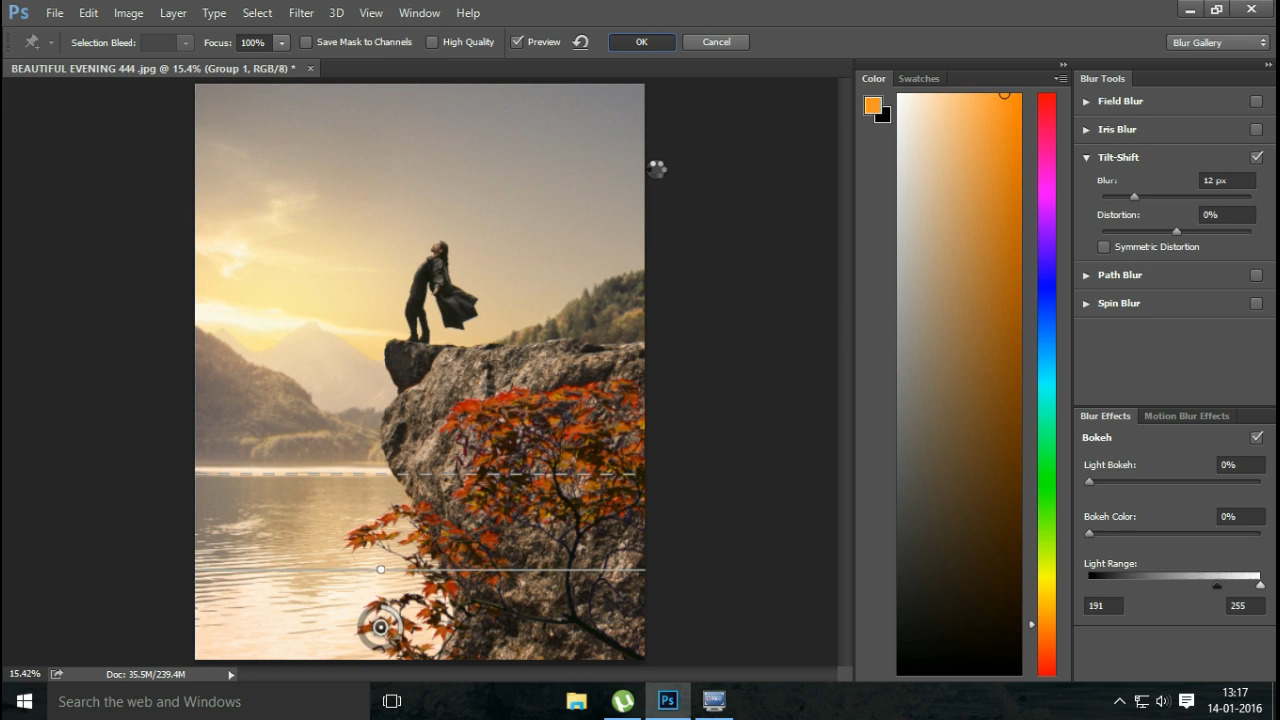 Ps File Edit Image Layer Type Select Filter 3D View Window Help
Selection Bleed: Focus: 100% Save Mask to Channels High Quality Preview OK Cancel Blur Gallery
BEAUTIFUL EVENING 444 .jpg @ 15.4% (Group 1, RGB/8) *
Color Swatches
Blur Tools
Field Blur
Iris Blur
Tilt-Shift
Blur: 12 px
Distortion: 0%
Symmetric Distortion
Path Blur
Spin Blur
Blur Effects Motion Blur Effects
Bokeh
Light Bokeh: 0%
Bokeh Color: 0%
Light Range:
191 255
15.42% Doc: 35.5M/239.4M
Search the web and Windows
Ps
13:17
14-01-2016